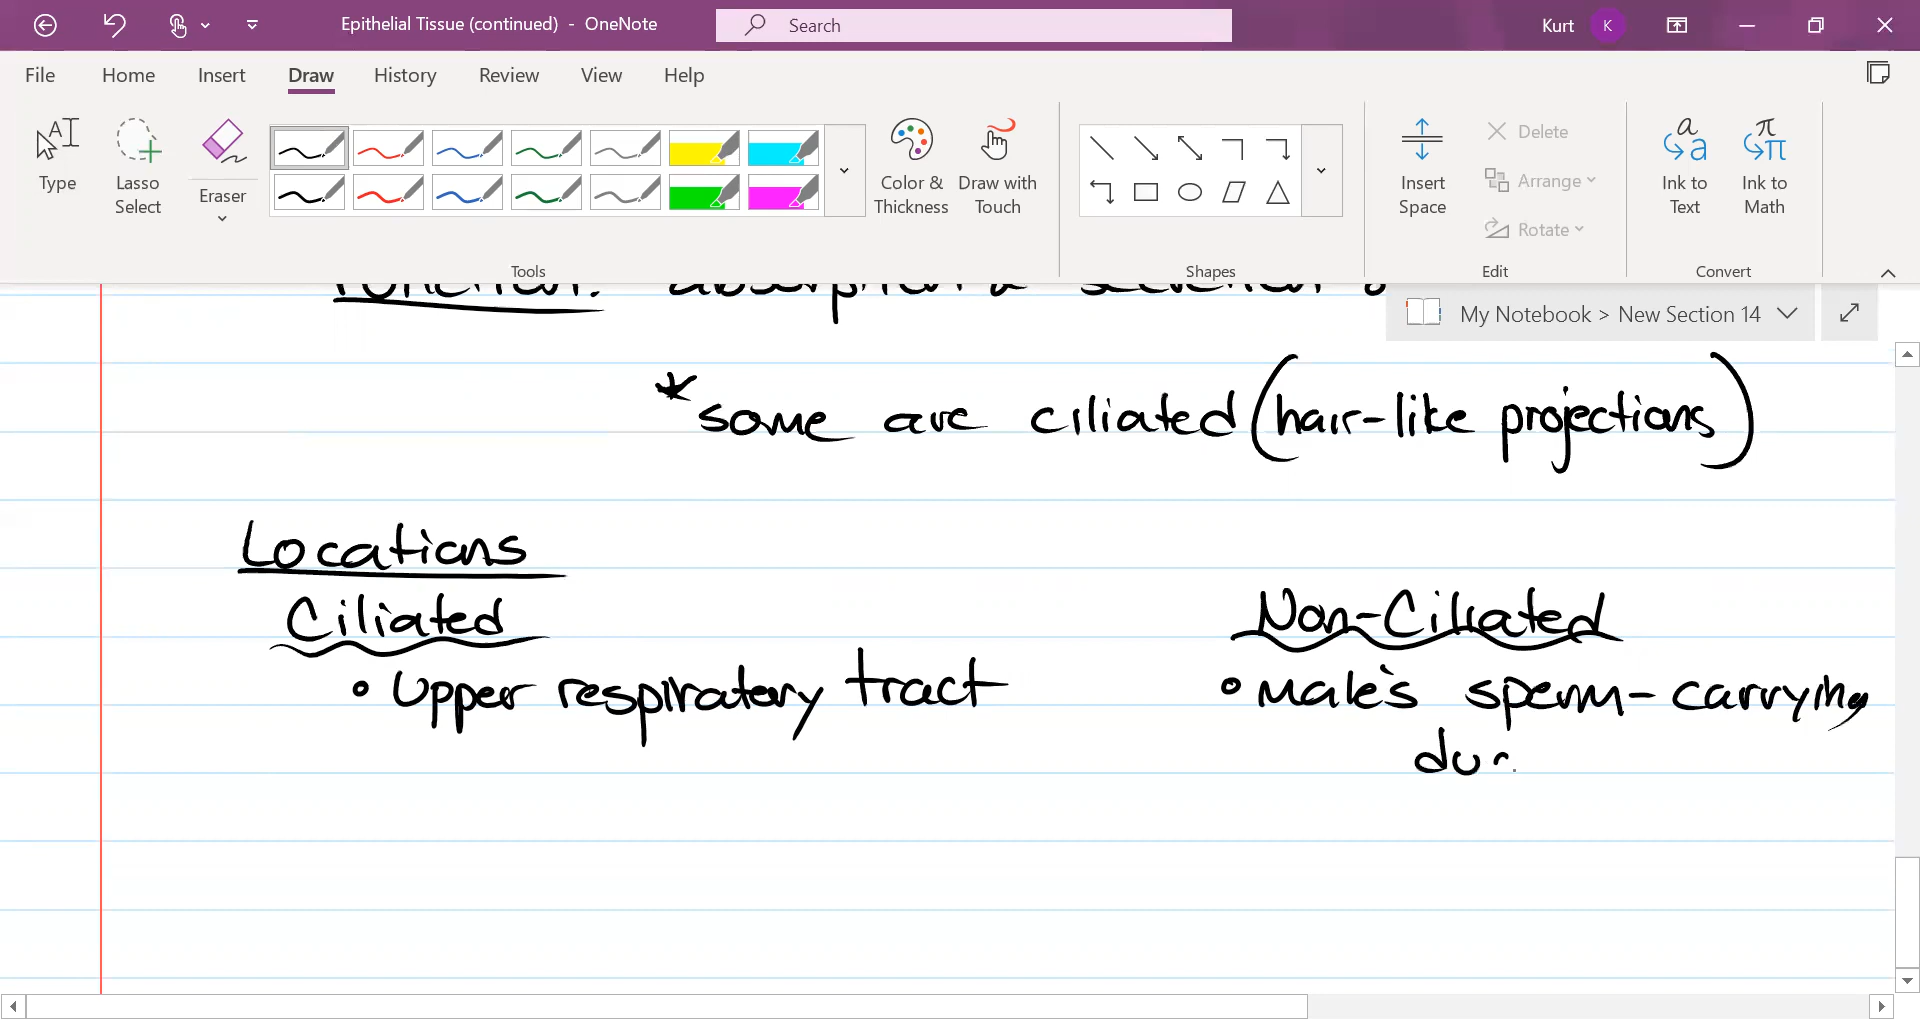 Epithelial Tissue (continued) - OneNote
Search
Kurt K
File Home Insert Draw History Review View Help
Type
Lasso Select
Eraser
Color & Thickness
Draw with Touch
Insert Space
Delete
Arrange
Rotate
Ink to Text
Ink to Math
Tools Shapes Edit Convert
Function: absorption & secretion
My Notebook > New Section 14
*some are ciliated (hair-like projections)
Locations
Ciliated Non-Ciliated
• Upper respiratory tract • Male's sperm-carrying